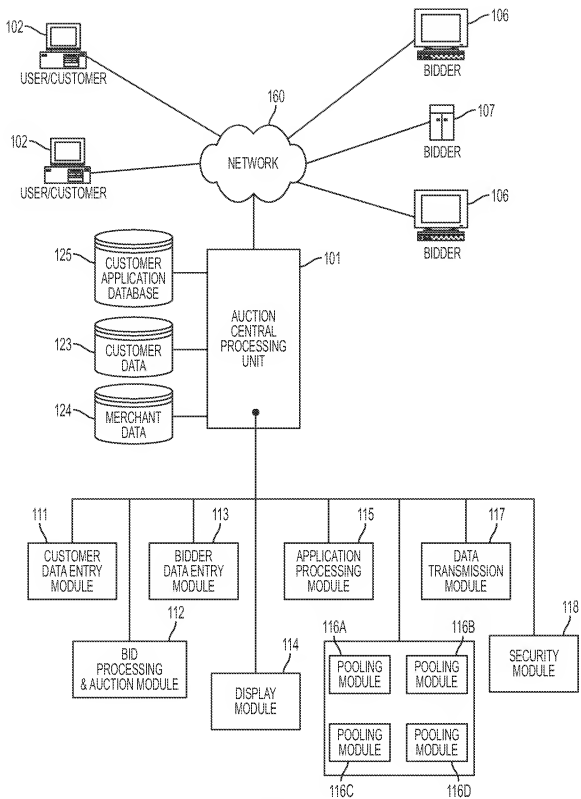 102
USER/CUSTOMER
106
BIDDER
160
NETWORK
107
BIDDER
102
USER/CUSTOMER
106
BIDDER
125
CUSTOMER
APPLICATION
DATABASE
101
AUCTION
CENTRAL
PROCESSING
UNIT
123
CUSTOMER
DATA
124
MERCHANT
DATA
111
CUSTOMER
DATA ENTRY
MODULE
113
BIDDER
DATA ENTRY
MODULE
115
APPLICATION
PROCESSING
MODULE
117
DATA
TRANSMISSION
MODULE
112
BID
PROCESSING
& AUCTION MODULE
114
DISPLAY
MODULE
116A
POOLING
MODULE
116B
POOLING
MODULE
POOLING
MODULE
116C
POOLING
MODULE
116D
118
SECURITY
MODULE